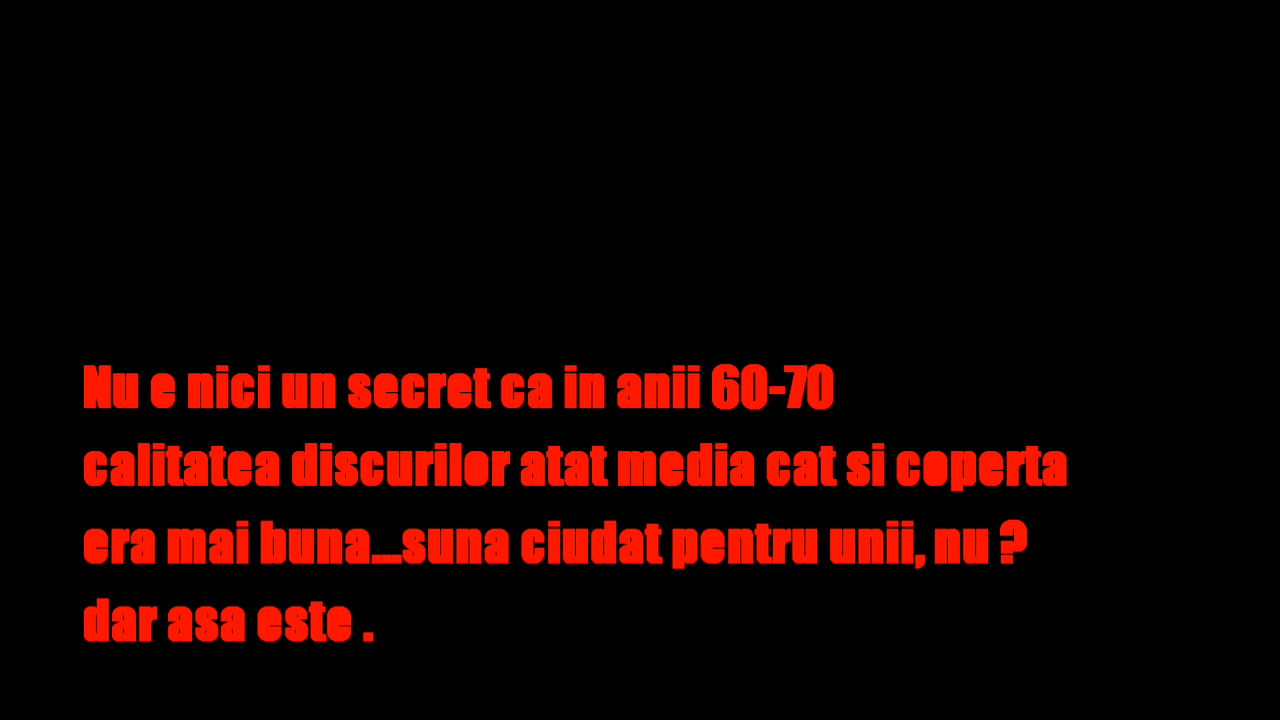 Nu e nici un secret ca in anii 60-70
calitatea discurilor atat media cat si coperta
era mai buna...suna ciudat pentru unii, nu ?
dar asa este .